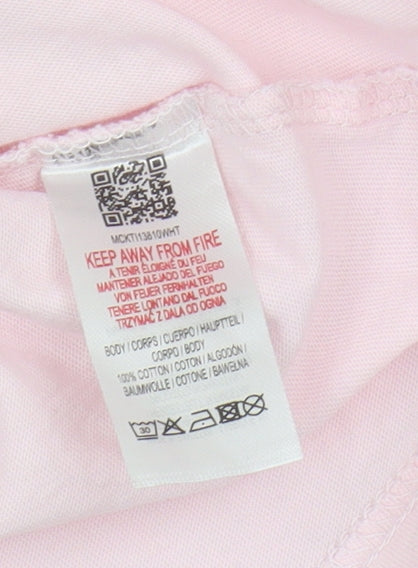 MCKTI13810WHT
KEEP AWAY FROM FIRE
A TENIR ÉLOIGNÉ DU FEU
MANTENER ALEJADO DEL FUEGO
VON FEUER FERNHALTEN
TENERE LONTANO DAL FUOCO
TRZYMAĆ Z DALA OD OGNIA
BODY / CORPS / CUERPO / HAUPTTEIL /
CORPO / BODY
100% COTTON / COTON / ALGODÓN /
BAUMWOLLE / COTONE / BAWEŁNA
30